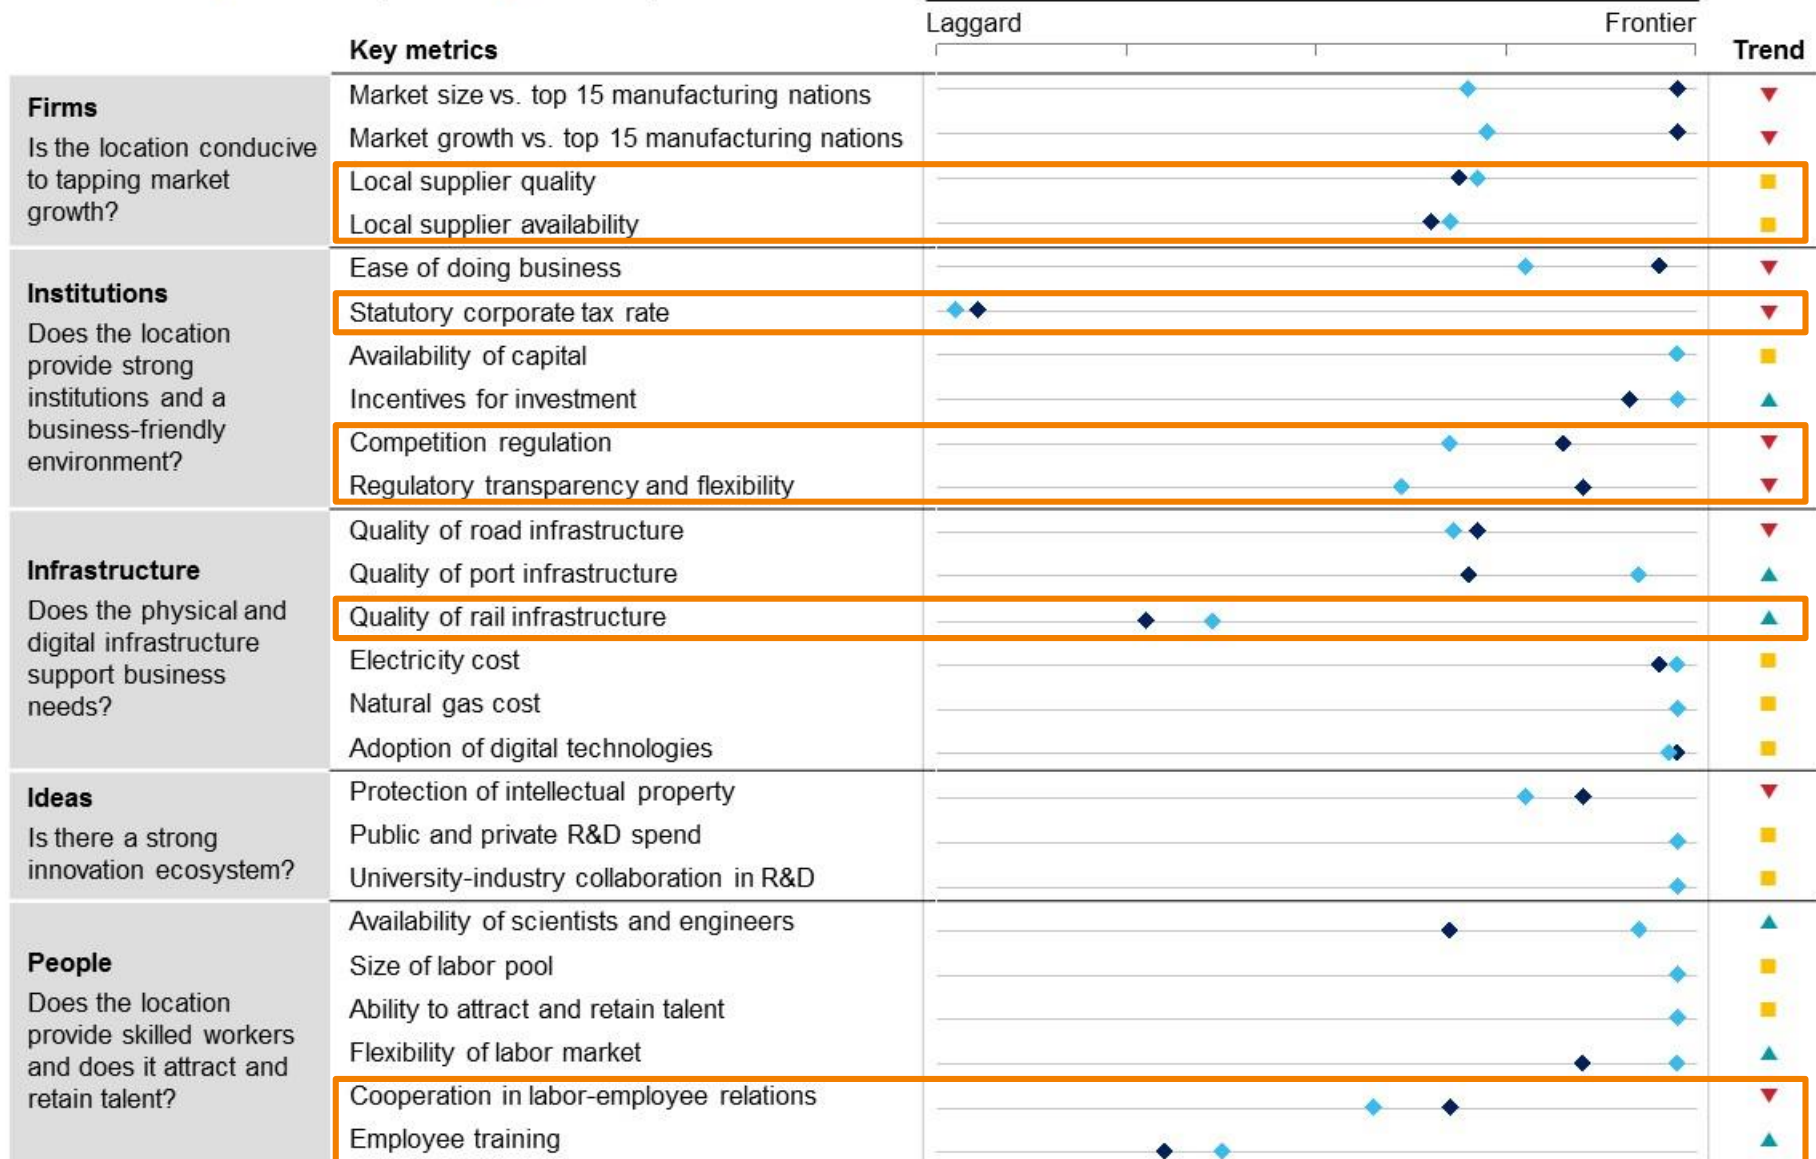 Laggard Frontier
Key metrics Trend
Firms
Is the location conducive
to tapping market
growth?
Market size vs. top 15 manufacturing nations
Market growth vs. top 15 manufacturing nations
Local supplier quality
Local supplier availability
Institutions
Does the location
provide strong
institutions and a
business-friendly
environment?
Ease of doing business
Statutory corporate tax rate
Availability of capital
Incentives for investment
Competition regulation
Regulatory transparency and flexibility
Infrastructure
Does the physical and
digital infrastructure
support business
needs?
Quality of road infrastructure
Quality of port infrastructure
Quality of rail infrastructure
Electricity cost
Natural gas cost
Adoption of digital technologies
Ideas
Is there a strong
innovation ecosystem?
Protection of intellectual property
Public and private R&D spend
University-industry collaboration in R&D
People
Does the location
provide skilled workers
and does it attract and
retain talent?
Availability of scientists and engineers
Size of labor pool
Ability to attract and retain talent
Flexibility of labor market
Cooperation in labor-employee relations
Employee training